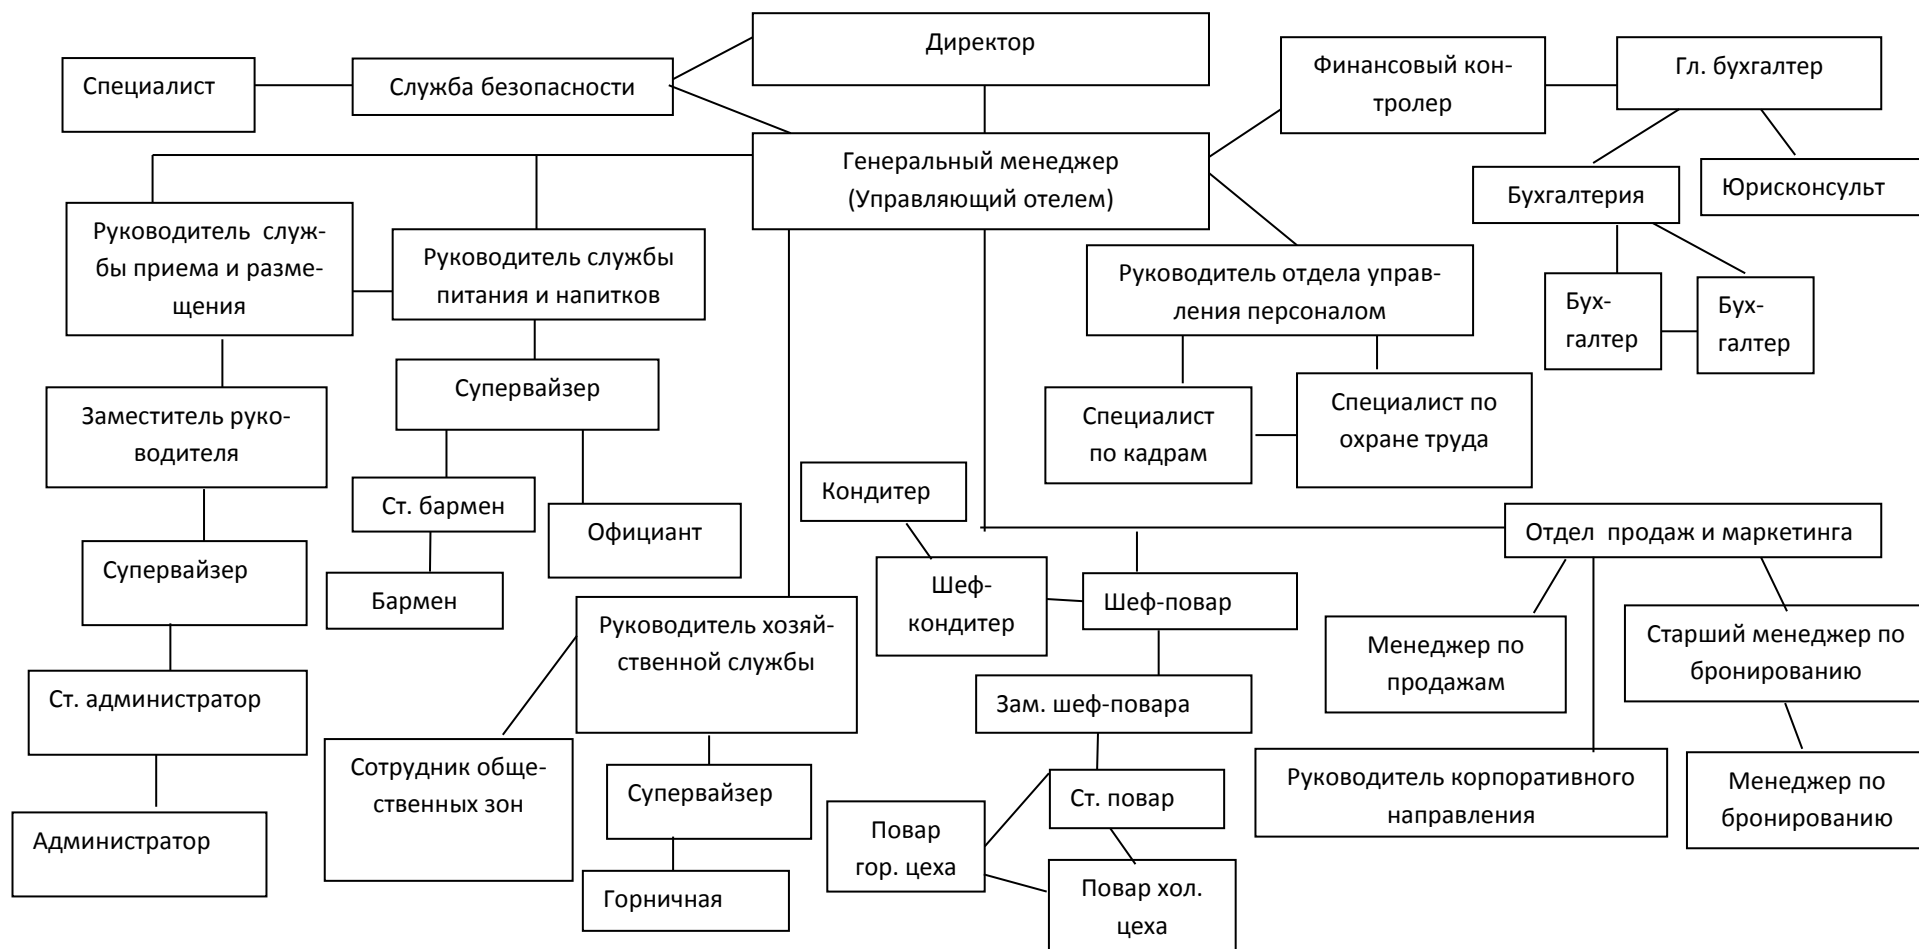 Директор
Специалист
Служба безопасности
Финансовый кон-
тролер
Гл. бухгалтер
Генеральный менеджер
(Управляющий отелем)
Бухгалтерия
Юрисконсульт
Руководитель служ-
бы приема и разме-
щения
Руководитель службы
питания и напитков
Руководитель отдела управ-
ления персоналом
Бух-
галтер
Бух-
галтер
Заместитель руко-
водителя
Супервайзер
Специалист
по кадрам
Специалист по
охране труда
Ст. бармен
Официант
Кондитер
Отдел продаж и маркетинга
Супервайзер
Бармен
Шеф-
кондитер
Шеф-повар
Руководитель хозяй-
ственной службы
Менеджер по
продажам
Старший менеджер по
бронированию
Ст. администратор
Зам. шеф-повара
Сотрудник обще-
ственных зон
Супервайзер
Ст. повар
Руководитель корпоративного
направления
Менеджер по
бронированию
Администратор
Повар
гор. цеха
Горничная
Повар хол.
цеха